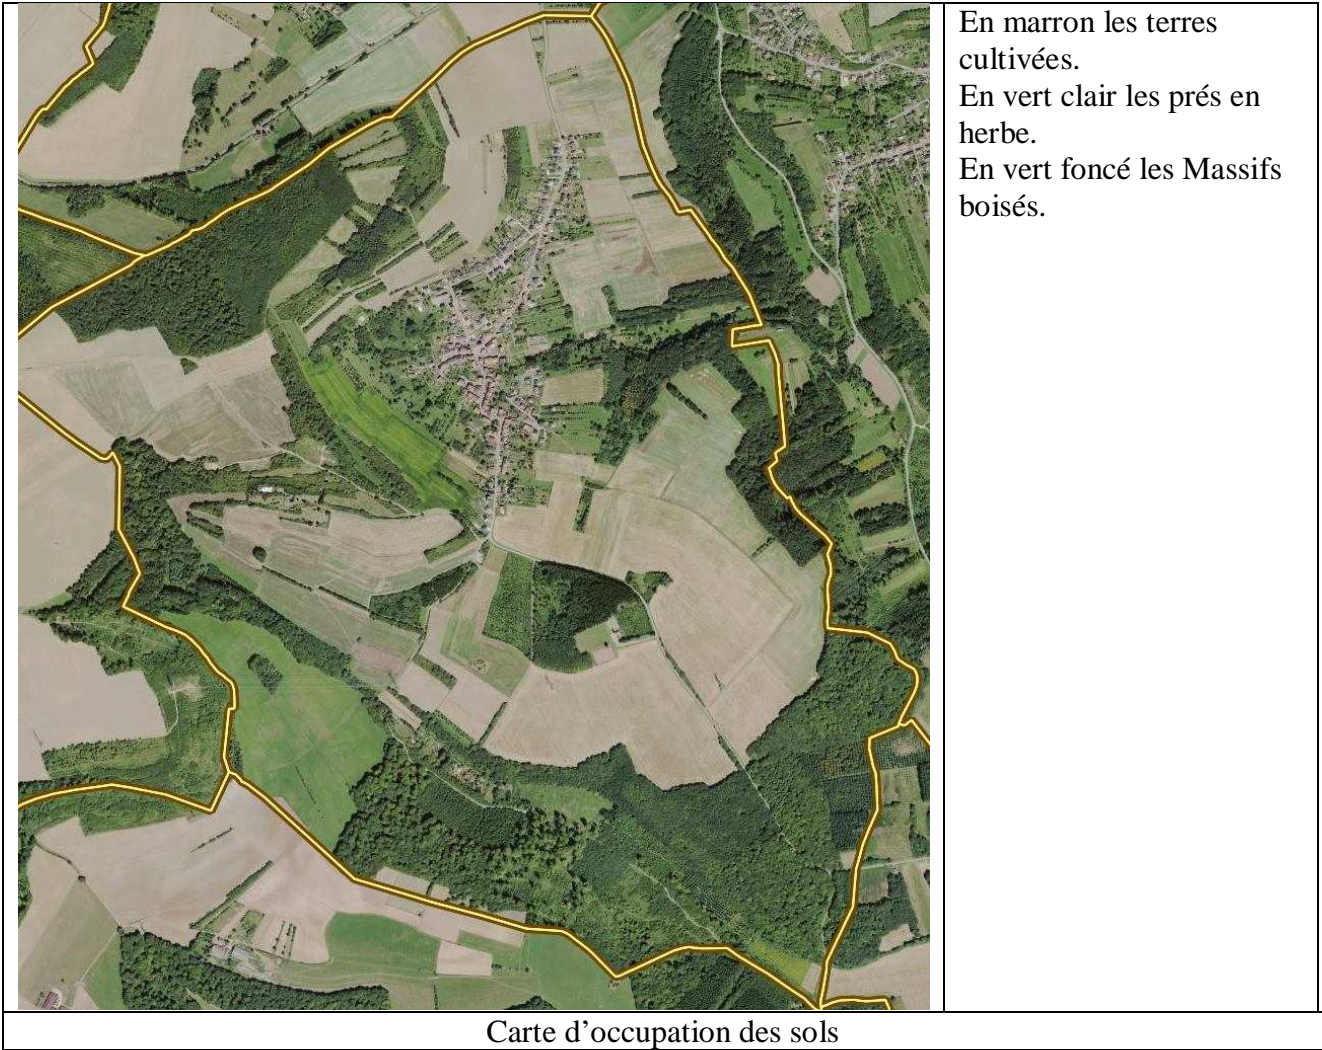 En marron les terres
cultivées.
En vert clair les prés en
herbe.
En vert foncé les Massifs
boisés.
Carte d’occupation des sols